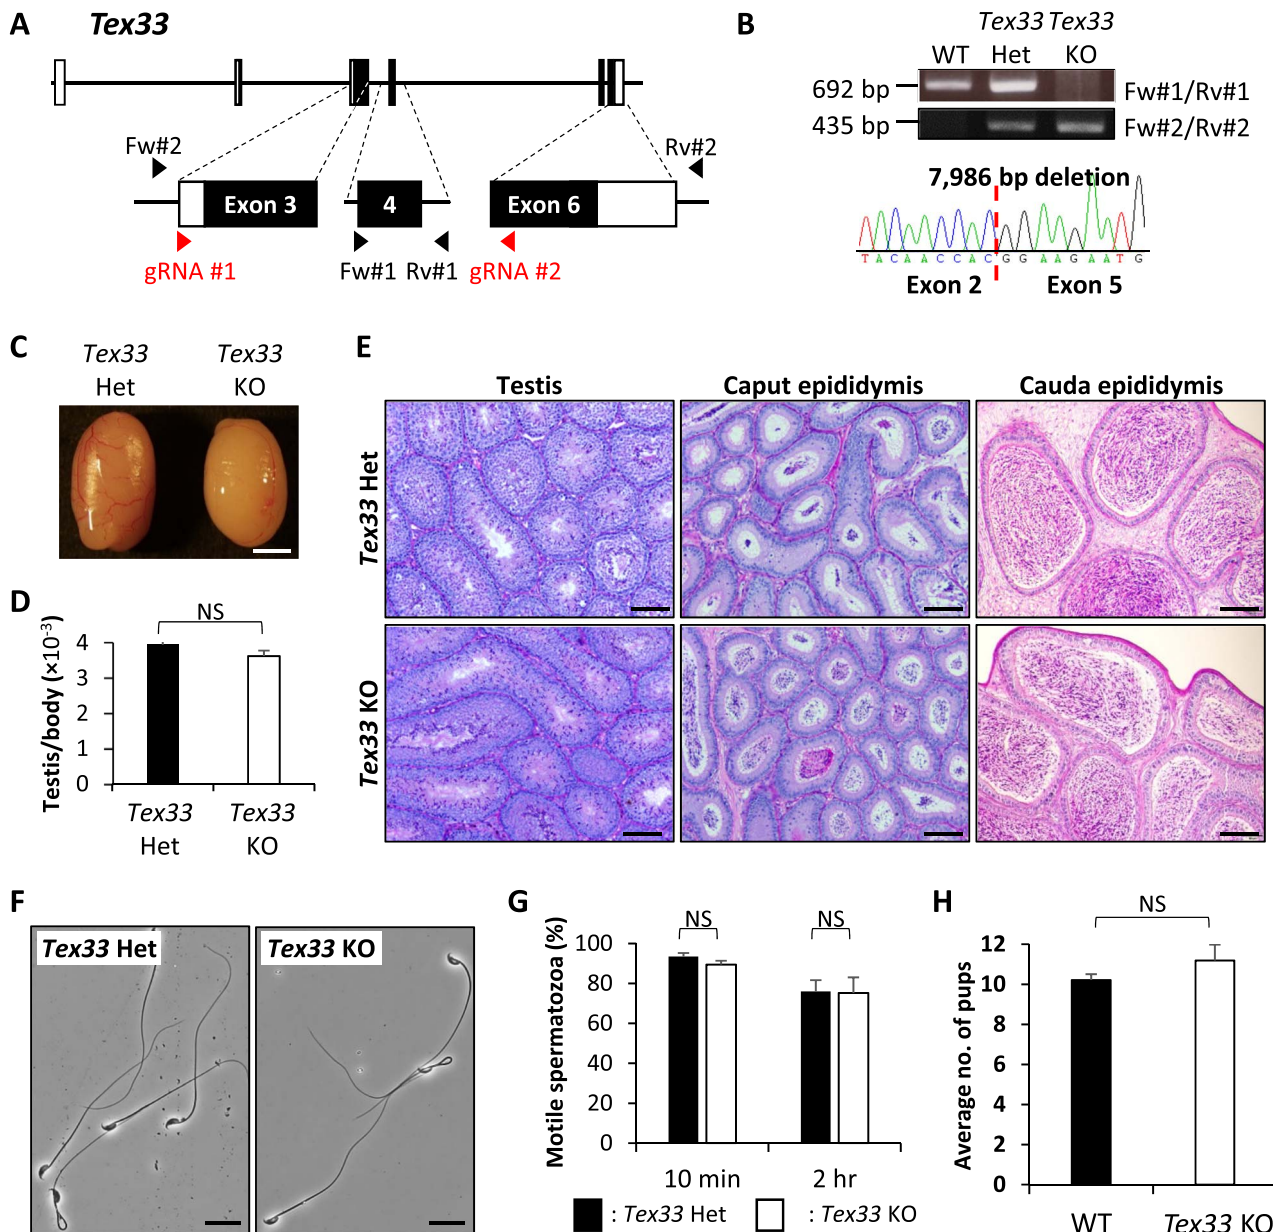 A
Tex33
Fw#2
Rv#2
Exon 3
4
Exon 6
gRNA #1
Fw#1
Rv#1
gRNA #2
B
Tex33 Tex33
WT Het KO
692 bp
Fw#1/Rv#1
435 bp
Fw#2/Rv#2
7,986 bp deletion
T A C A A C C A C G G A A G A A T G
Exon 2
Exon 5
C
Tex33 Tex33
Het KO
D
Testis/body (×10-3)
NS
4
3
2
1
0
Tex33 Tex33
Het KO
E
Testis
Caput epididymis
Cauda epididymis
Tex33 Het
Tex33 KO
F
Tex33 Het
Tex33 KO
G
Motile spermatozoa (%)
NS
NS
100
80
60
40
20
0
10 min
2 hr
: Tex33 Het
: Tex33 KO
H
Average no. of pups
NS
12
10
8
6
4
2
0
WT
Tex33 KO